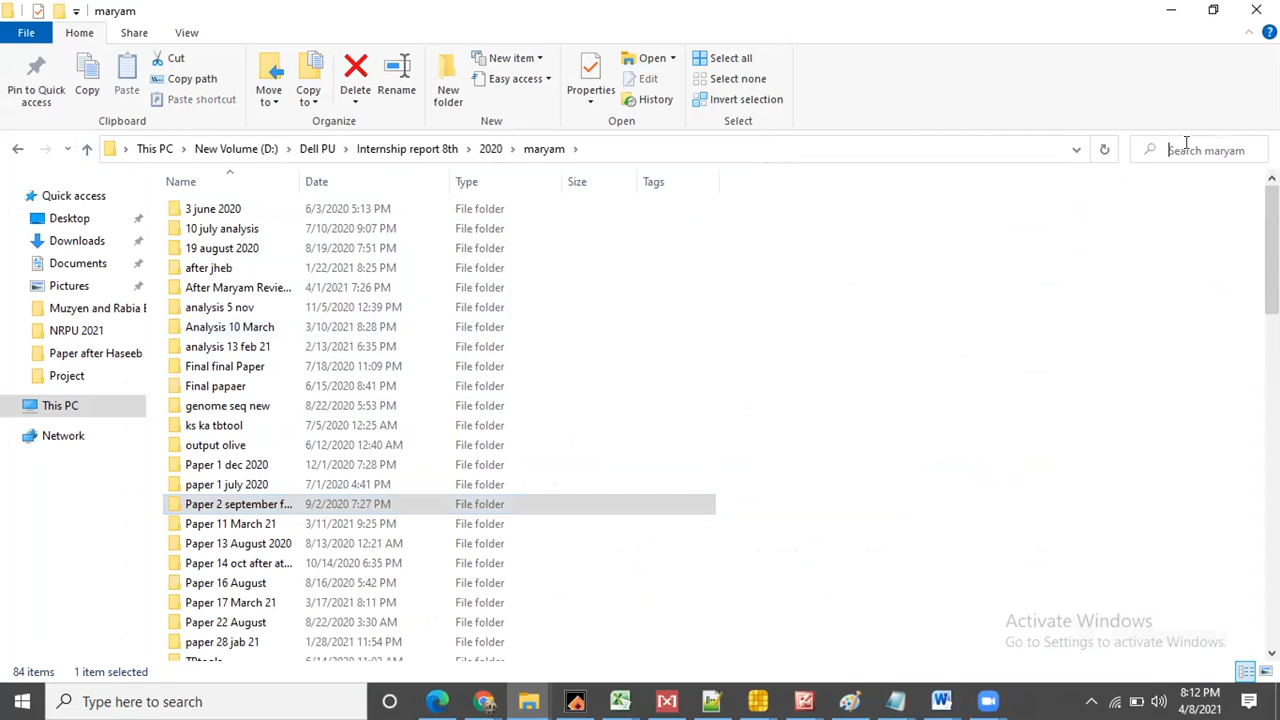 maryam
File Home Share View
Pin to Quick access
Copy
Paste
Cut
Copy path
Paste shortcut
Clipboard
Move to
Copy to
Delete
Rename
Organize
New folder
New item
Easy access
New
Properties
Open
Edit
History
Open
Select all
Select none
Invert selection
Select
This PC > New Volume (D:) > Dell PU > Internship report 8th > 2020 > maryam >
Search maryam
Quick access
Desktop
Downloads
Documents
Pictures
Muzyen and Rabia E
NRPU 2021
Paper after Haseeb
Project
This PC
Network
Name Date Type Size Tags
3 june 2020 6/3/2020 5:13 PM File folder
10 july analysis 7/10/2020 9:07 PM File folder
19 august 2020 8/19/2020 7:51 PM File folder
after jheb 1/22/2021 8:25 PM File folder
After Maryam Revie... 4/1/2021 7:26 PM File folder
analysis 5 nov 11/5/2020 12:39 PM File folder
Analysis 10 March 3/10/2021 8:28 PM File folder
analysis 13 feb 21 2/13/2021 6:35 PM File folder
Final final Paper 7/18/2020 11:09 PM File folder
Final papaer 6/15/2020 8:41 PM File folder
genome seq new 8/22/2020 5:53 PM File folder
ks ka tbtool 7/5/2020 12:25 AM File folder
output olive 6/12/2020 12:40 AM File folder
Paper 1 dec 2020 12/1/2020 7:28 PM File folder
paper 1 july 2020 7/1/2020 4:41 PM File folder
Paper 2 september f... 9/2/2020 7:27 PM File folder
Paper 11 March 21 3/11/2021 9:25 PM File folder
Paper 13 August 2020 8/13/2020 12:21 AM File folder
Paper 14 oct after at... 10/14/2020 6:35 PM File folder
Paper 16 August 8/16/2020 5:42 PM File folder
Paper 17 March 21 3/17/2021 8:11 PM File folder
Paper 22 August 8/22/2020 3:30 AM File folder
paper 28 jab 21 1/28/2021 11:54 PM File folder
TBtools 6/14/2020 11:02 AM File folder
Activate Windows
Go to Settings to activate Windows.
84 items 1 item selected
Type here to search
8:12 PM
4/8/2021